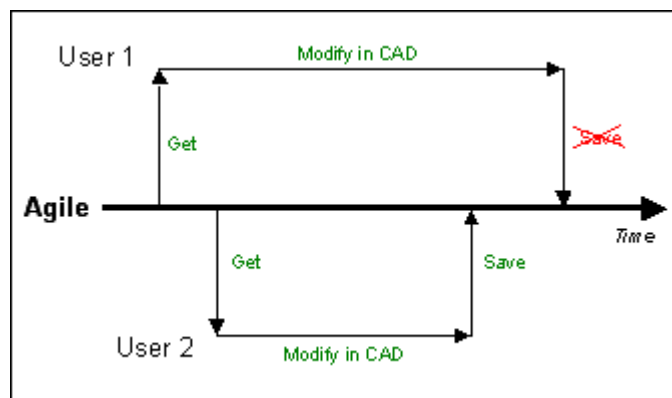 User 1
Modify in CAD
Get
Save
Agile
Time
Get
Save
User 2
Modify in CAD